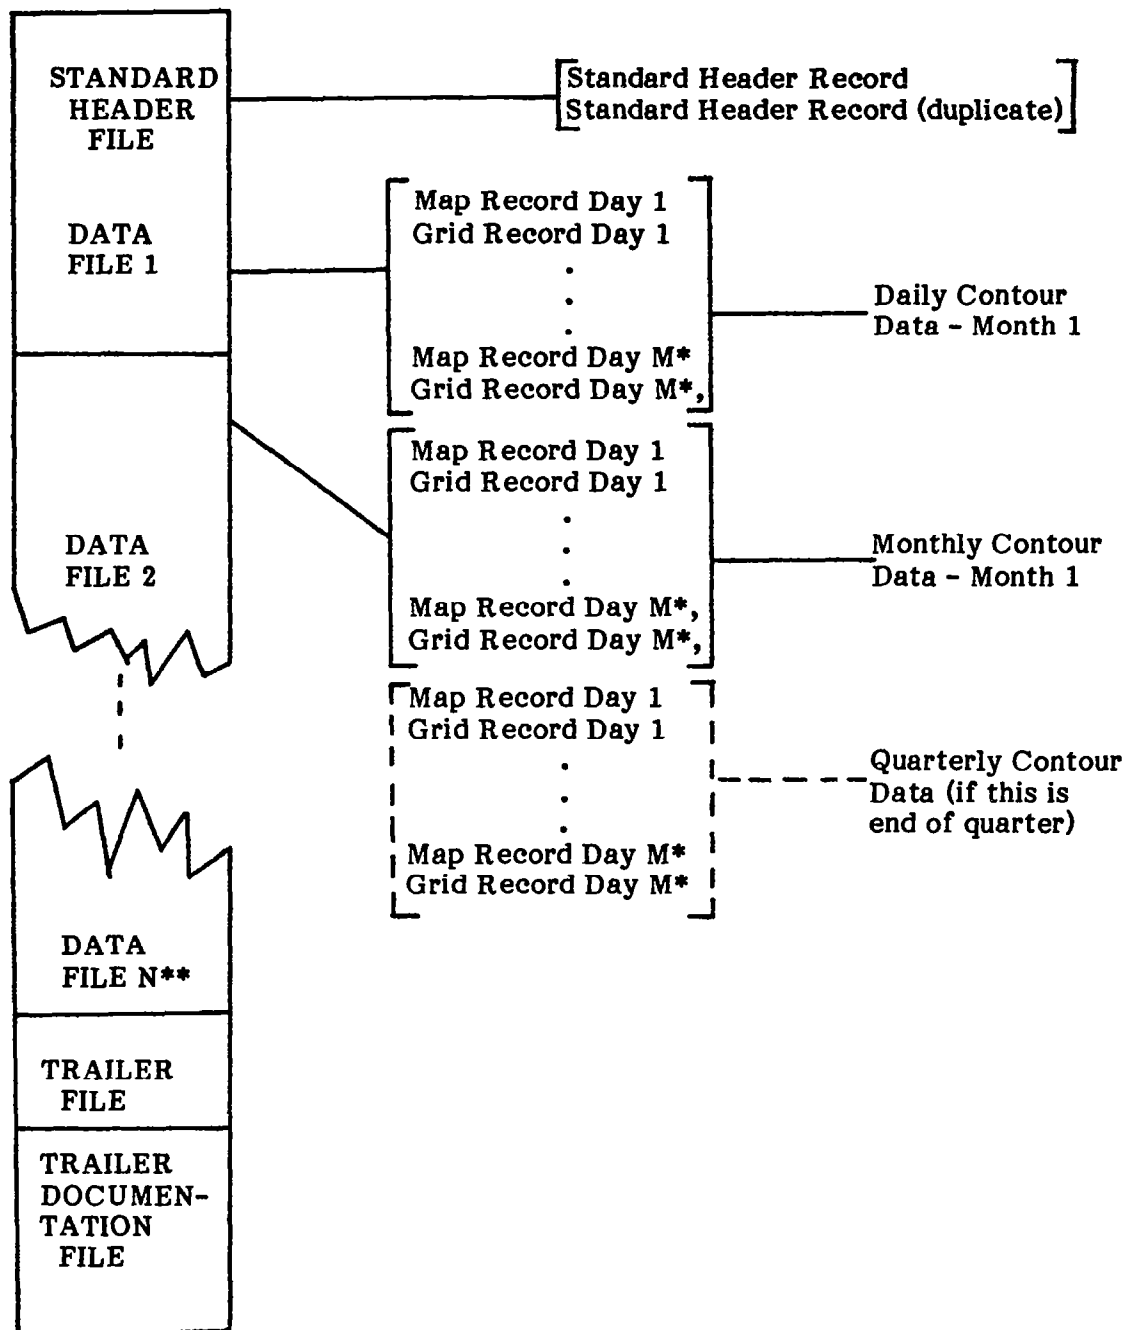 STANDARD
HEADER
FILE
Standard Header Record
Standard Header Record (duplicate)
DATA
FILE 1
Map Record Day 1
Grid Record Day 1
.
.
.
Map Record Day M*
Grid Record Day M*,
Daily Contour
Data - Month 1
DATA
FILE 2
Map Record Day 1
Grid Record Day 1
.
.
.
Map Record Day M*,
Grid Record Day M*,
Monthly Contour
Data - Month 1
Map Record Day 1
Grid Record Day 1
.
.
.
Map Record Day M*
Grid Record Day M*
Quarterly Contour
Data (if this is
end of quarter)
DATA
FILE N**
TRAILER
FILE
TRAILER
DOCUMEN-
TATION
FILE